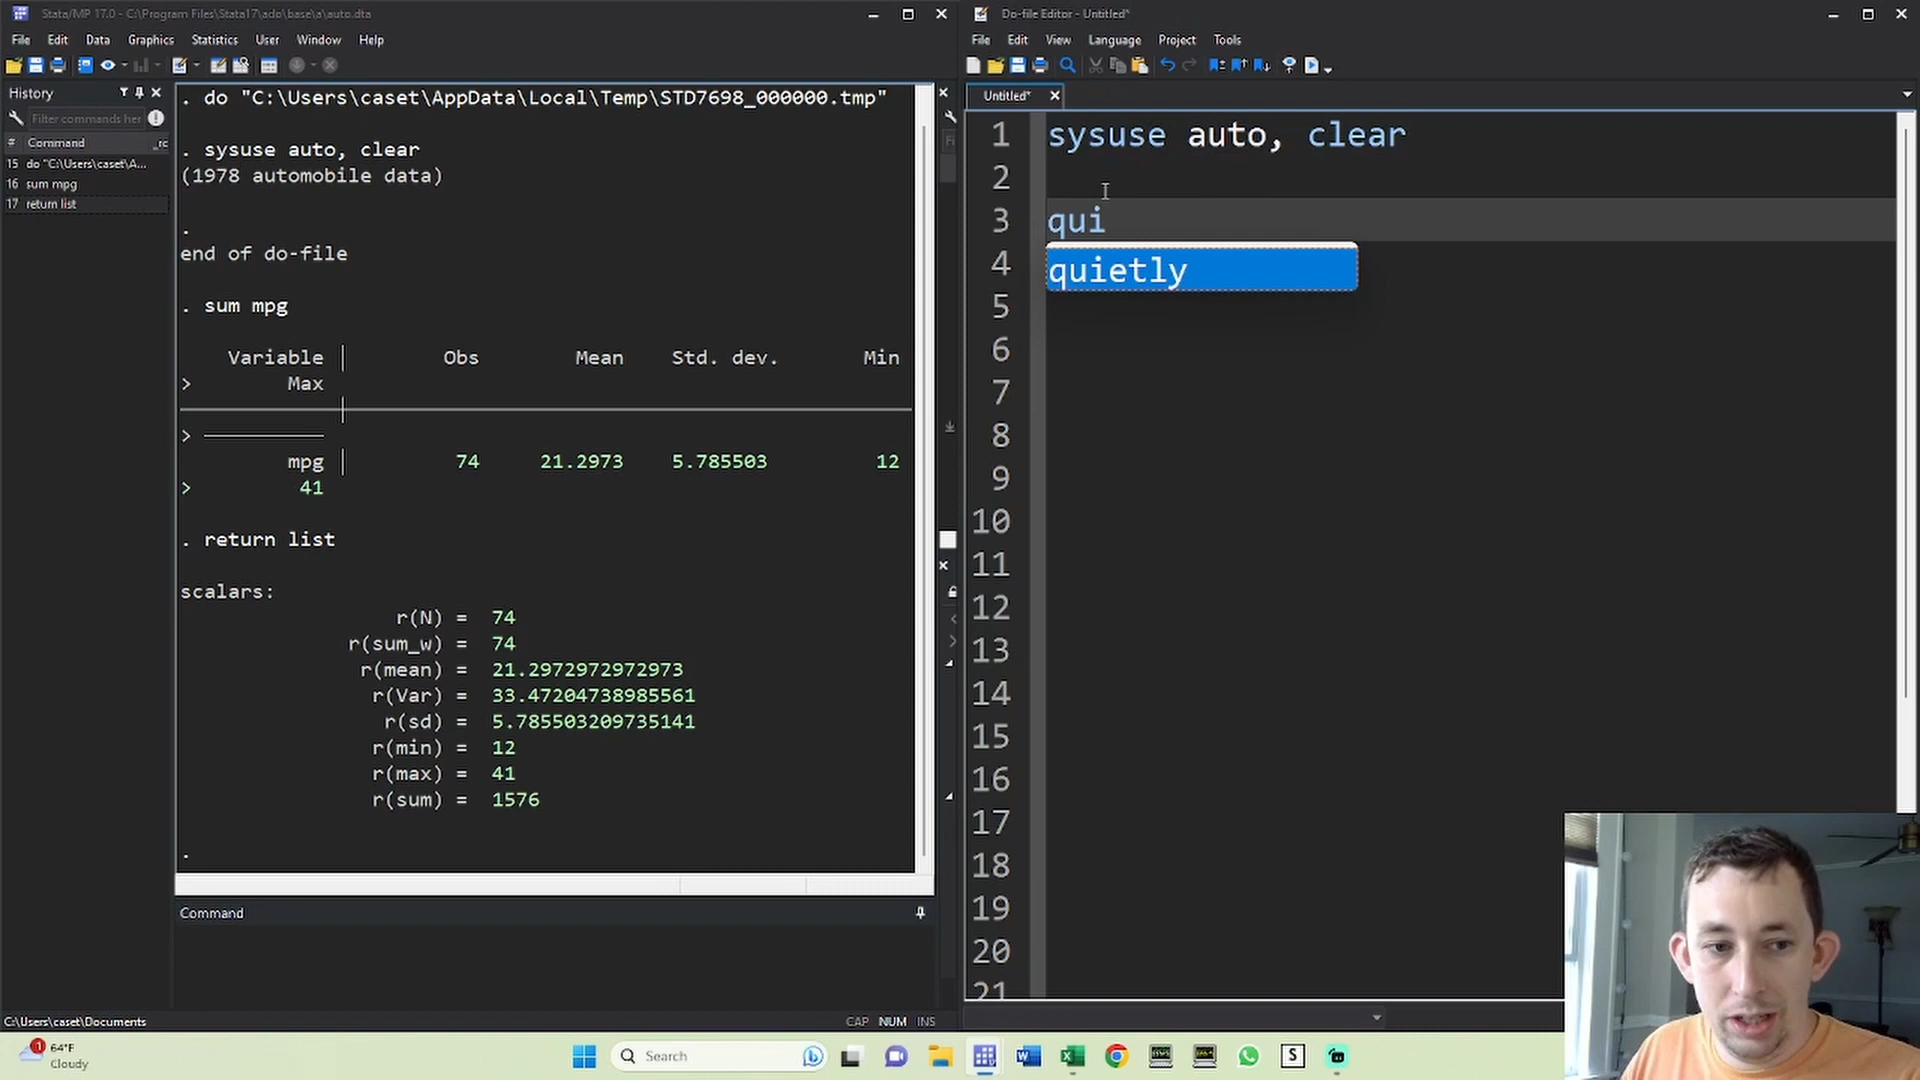 Stata/MP 17.0 - C:\Program Files\Stata17\ado\base\a\auto.dta
File Edit Data Graphics Statistics User Window Help
History
Filter commands her
# Command _rc
15 do "C:\Users\caset\A...
16 sum mpg
17 return list
. do "C:\Users\caset\AppData\Local\Temp\STD7698_000000.tmp"
. sysuse auto, clear
(1978 automobile data)
.
end of do-file
. sum mpg
Variable | Obs Mean Std. dev. Min
> Max
>
mpg | 74 21.2973 5.785503 12
> 41
. return list
scalars:
r(N) = 74
r(sum_w) = 74
r(mean) = 21.2972972972973
r(Var) = 33.47204738985561
r(sd) = 5.785503209735141
r(min) = 12
r(max) = 41
r(sum) = 1576
.
Command
C:\Users\caset\Documents
CAP NUM INS
Do-file Editor - Untitled*
File Edit View Language Project Tools
Untitled*
1 sysuse auto, clear
2
3 qui
quietly
4
5
6
7
8
9
10
11
12
13
14
15
16
17
18
19
20
21
1
64°F
Cloudy
Search
S